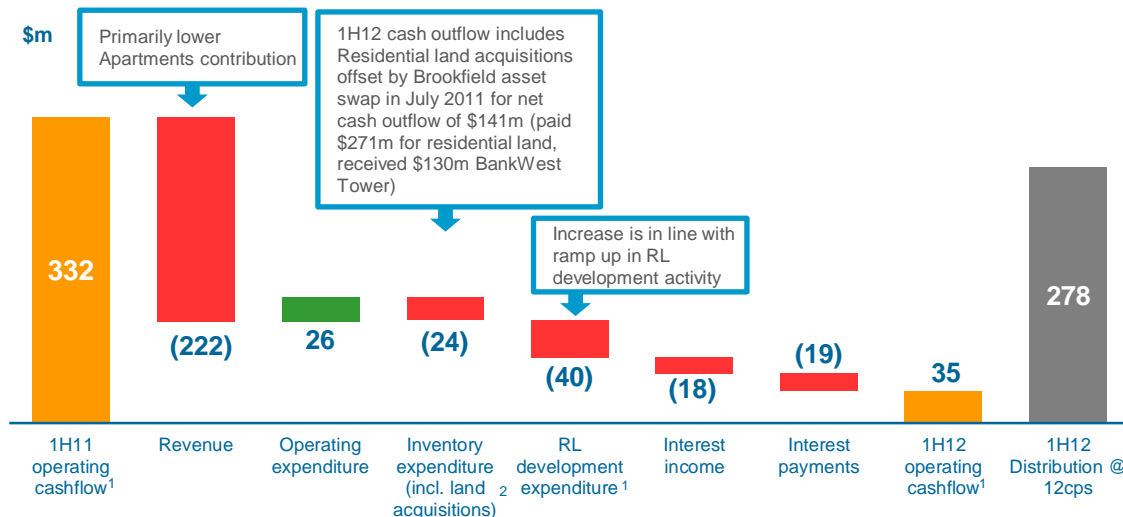 $m
Primarily lower
Apartments contribution
1H12 cash outflow includes
Residential land acquisitions
offset by Brookfield asset
swap in July 2011 for net
cash outflow of $141m (paid
$271m for residential land,
received $130m BankWest
Tower)
Increase is in line with
ramp up in RL
development activity
332
(222)
26
(24)
(40)
(18)
(19)
35
278
1H11
operating
cashflow1
Revenue
Operating
expenditure
Inventory
expenditure
(incl. land 2
acquisitions)
RL
development
expenditure 1
Interest
income
Interest
payments
1H12
operating
cashflow1
1H12
Distribution @
12cps